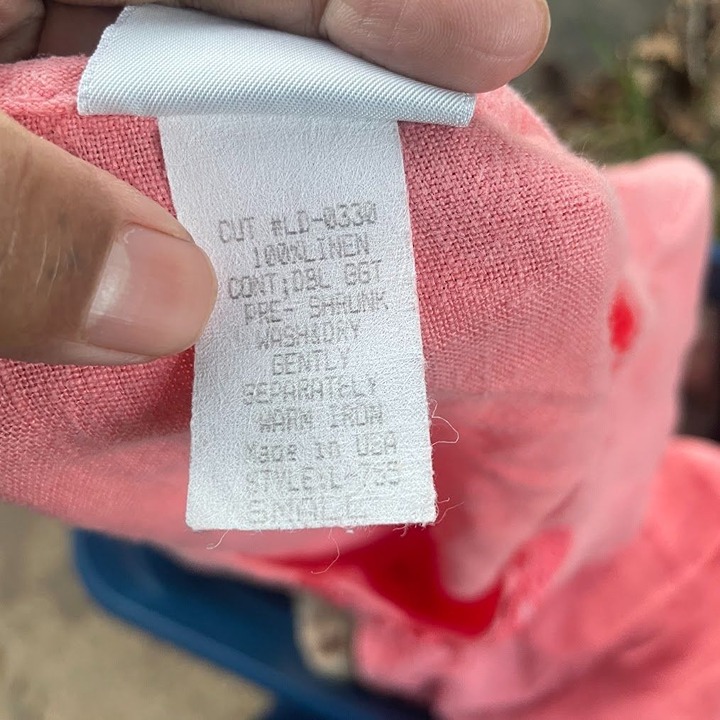 CUT #LD-0330
100%LINEN
CONT;DBL BGT
PRE- SHRUNK
WASH&DRY
GENTLY
SEPARATELY
WARM IRON
Made in USA
STYLE:L-755
SMALL